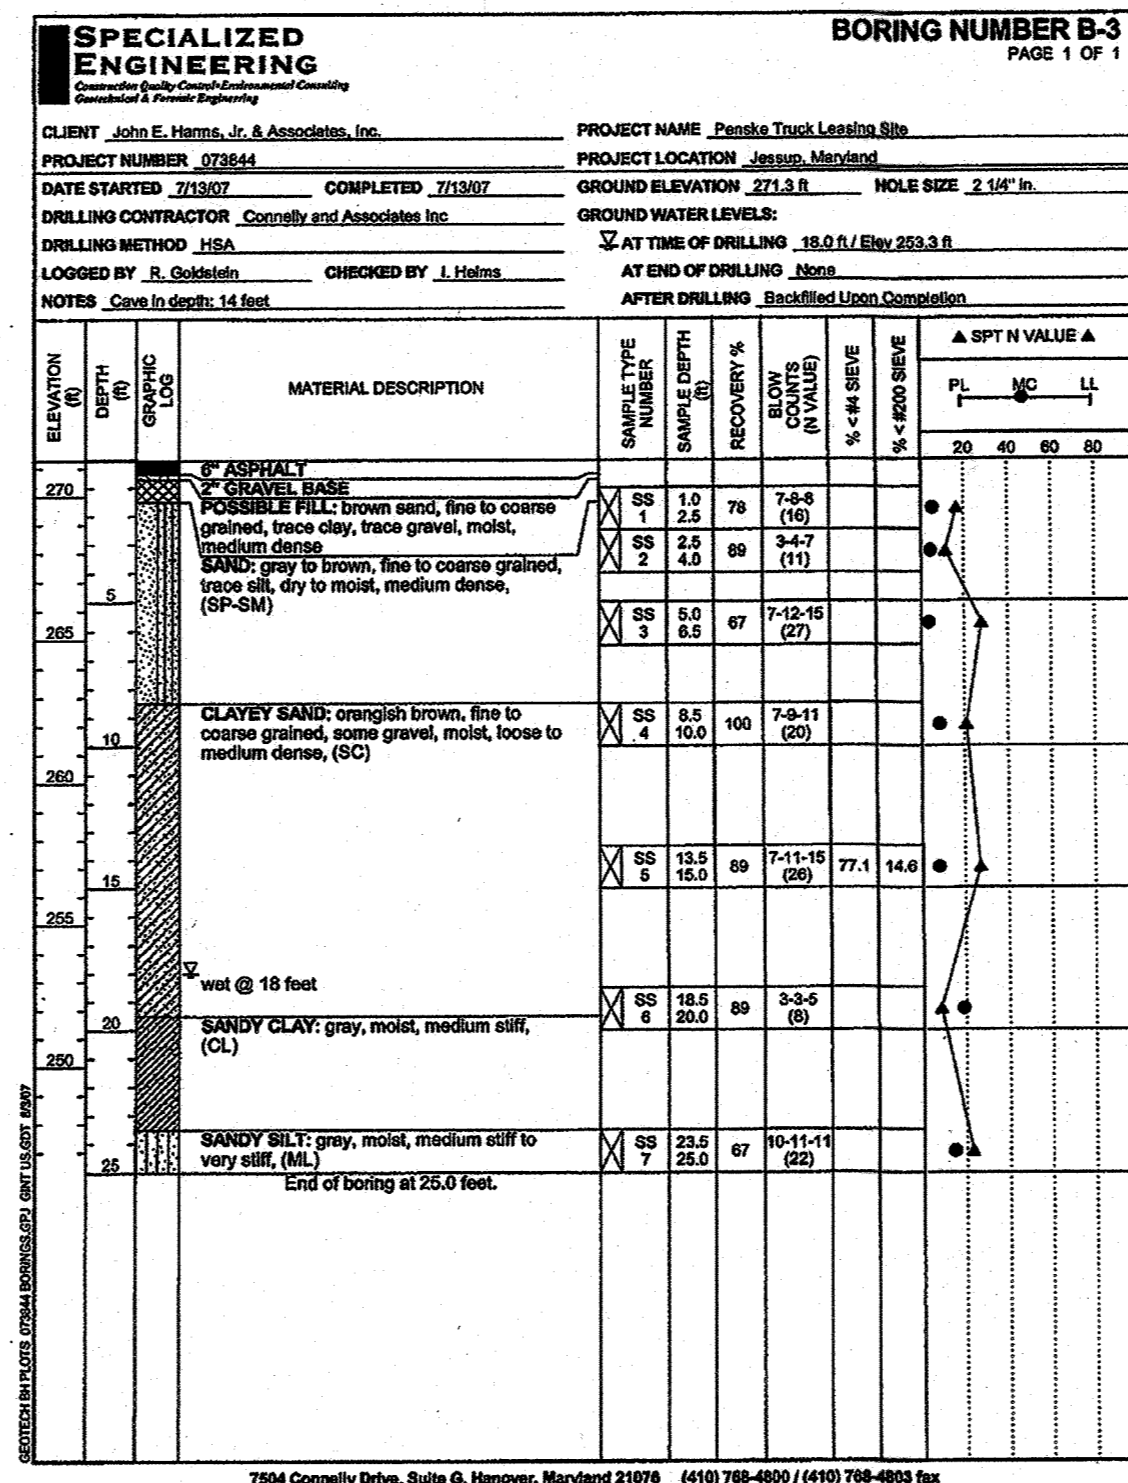 SPECIALIZED
ENGINEERING
Construction Quality Control•Environmental Consulting
Geotechnical & Forensic Engineering
BORING NUMBER B-3
PAGE 1 OF 1
CLIENT John E. Harms, Jr. & Associates, Inc.
PROJECT NAME Penske Truck Leasing Site
PROJECT NUMBER 073844
PROJECT LOCATION Jessup, Maryland
DATE STARTED 7/13/07 COMPLETED 7/13/07
GROUND ELEVATION 271.3 ft HOLE SIZE 2 1/4" in.
DRILLING CONTRACTOR Connelly and Associates Inc
GROUND WATER LEVELS:
DRILLING METHOD HSA
AT TIME OF DRILLING 18.0 ft / Elev 253.3 ft
LOGGED BY R. Goldstein CHECKED BY I. Helms
AT END OF DRILLING None
NOTES Cave in depth: 14 feet
AFTER DRILLING Backfilled Upon Completion
ELEVATION (ft)
DEPTH (ft)
GRAPHIC LOG
MATERIAL DESCRIPTION
SAMPLE TYPE NUMBER
SAMPLE DEPTH (ft)
RECOVERY %
BLOW COUNTS (N VALUE)
% < #4 SIEVE
% < #200 SIEVE
▲ SPT N VALUE ▲
PL MC LL
20 40 60 80
6" ASPHALT
2" GRAVEL BASE
270
POSSIBLE FILL: brown sand, fine to coarse
grained, trace clay, trace gravel, moist,
medium dense
SS 1 1.0 2.5 78 7-8-8 (16)
SS 2 2.5 4.0 89 3-4-7 (11)
SAND: gray to brown, fine to coarse grained,
trace silt, dry to moist, medium dense,
(SP-SM)
5
SS 3 5.0 6.5 67 7-12-15 (27)
265
CLAYEY SAND: orangish brown, fine to
coarse grained, some gravel, moist, loose to
medium dense, (SC)
SS 4 8.5 10.0 100 7-9-11 (20)
10
260
SS 5 13.5 15.0 89 7-11-15 (26) 77.1 14.6
15
255
wet @ 18 feet
SS 6 18.5 20.0 89 3-3-5 (8)
20
SANDY CLAY: gray, moist, medium stiff,
(CL)
250
SANDY SILT: gray, moist, medium stiff to
very stiff, (ML)
SS 7 23.5 25.0 67 10-11-11 (22)
25
End of boring at 25.0 feet.
GEOTECH BH PLOTS 073844 BORINGS.GPJ GINT US.GDT 8/3/07
7504 Connelly Drive, Suite G, Hanover, Maryland 21076 (410) 768-4800 / (410) 768-4803 fax